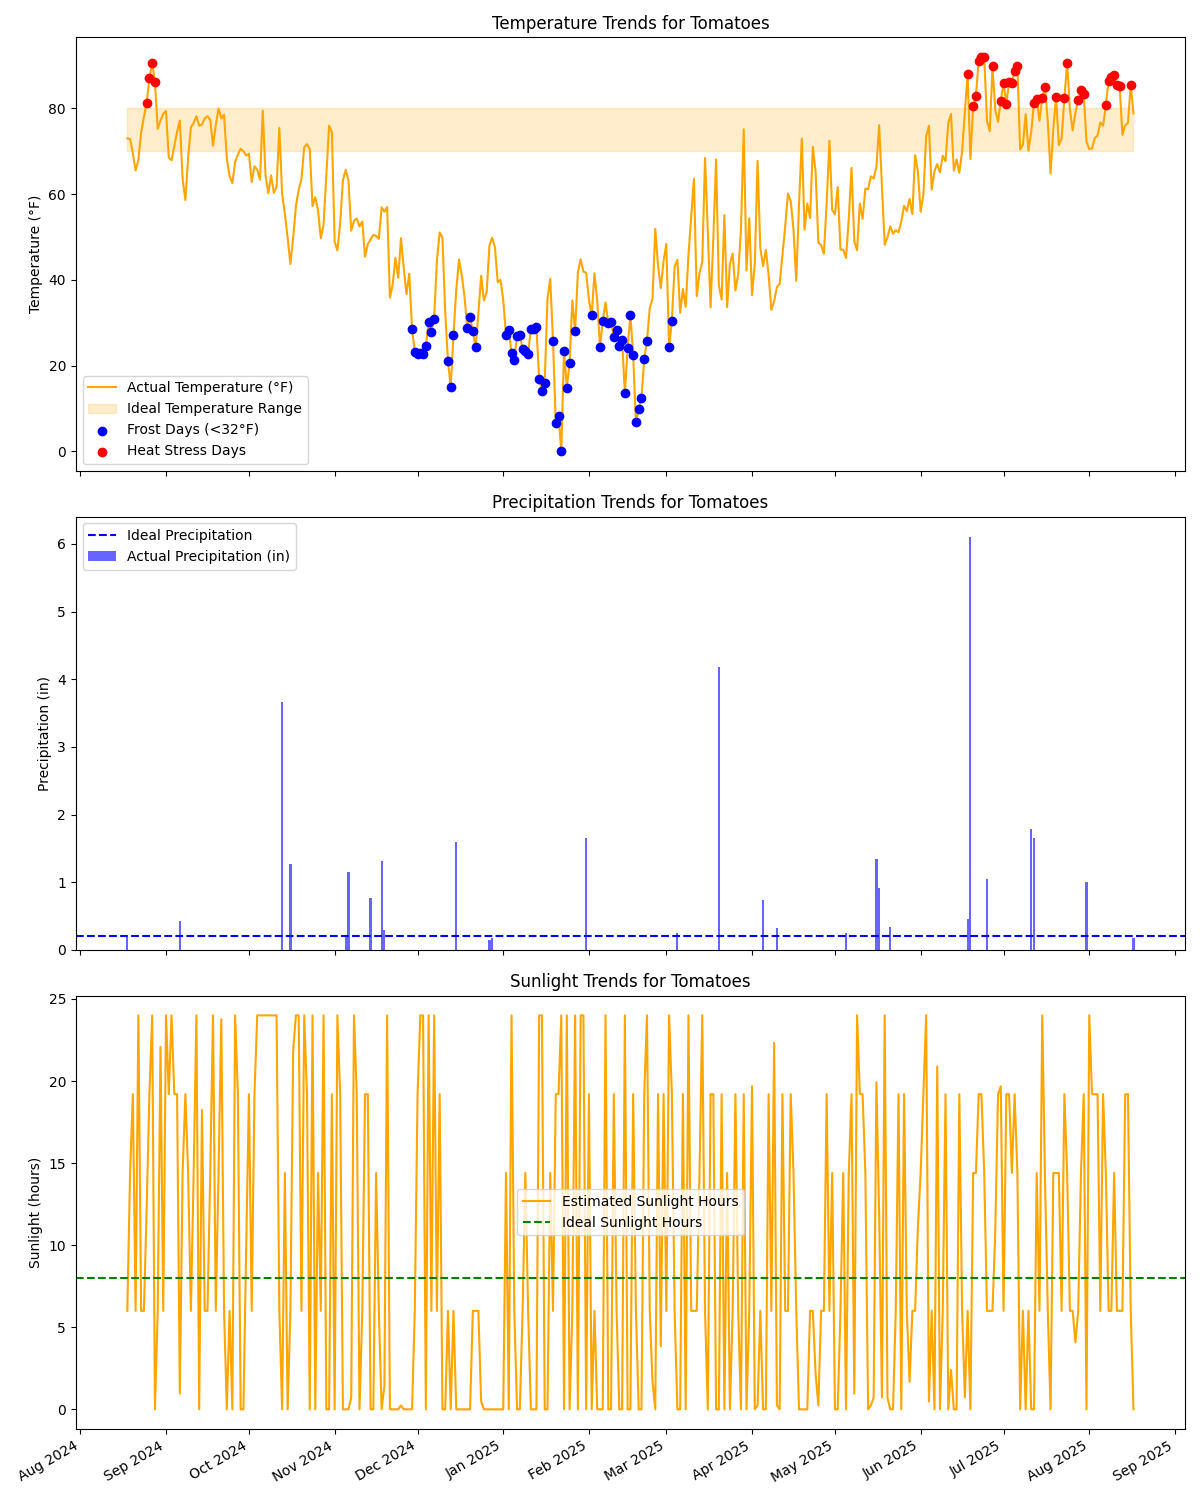 Temperature Trends for Tomatoes
Temperature (°F)
80
60
40
20
0
Actual Temperature (°F)
Ideal Temperature Range
Frost Days (<32°F)
Heat Stress Days
Precipitation Trends for Tomatoes
Precipitation (in)
6
5
4
3
2
1
0
Ideal Precipitation
Actual Precipitation (in)
Sunlight Trends for Tomatoes
Sunlight (hours)
25
20
15
10
5
0
Estimated Sunlight Hours
Ideal Sunlight Hours
Aug 2024
Sep 2024
Oct 2024
Nov 2024
Dec 2024
Jan 2025
Feb 2025
Mar 2025
Apr 2025
May 2025
Jun 2025
Jul 2025
Aug 2025
Sep 2025